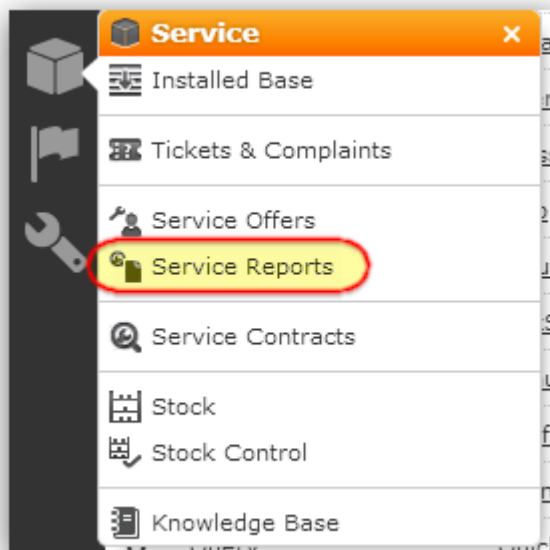 Service
Installed Base
Tickets & Complaints
Service Offers
Service Reports
Service Contracts
Stock
Stock Control
Knowledge Base